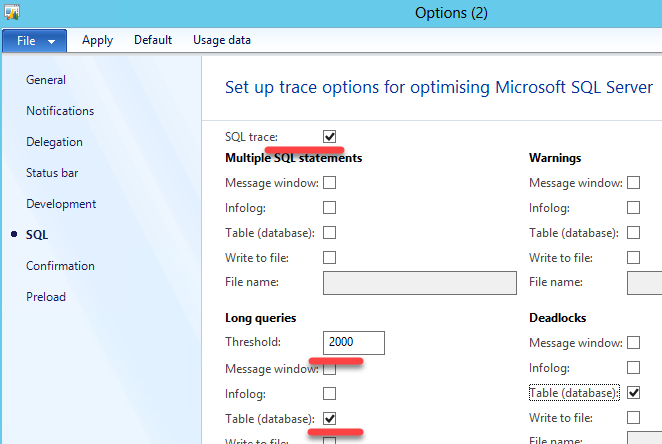 Options (2)
File Apply Default Usage data
General
Notifications
Delegation
Status bar
Development
SQL
Confirmation
Preload
Set up trace options for optimising Microsoft SQL Server
SQL trace:
Multiple SQL statements
Message window:
Infolog:
Table (database):
Write to file:
File name:
Warnings
Message window:
Infolog:
Table (database):
Write to file:
File name:
Long queries
Threshold: 2000
Message window:
Infolog:
Table (database):
Write to file:
Deadlocks
Message window:
Infolog:
Table (database):
Write to file: